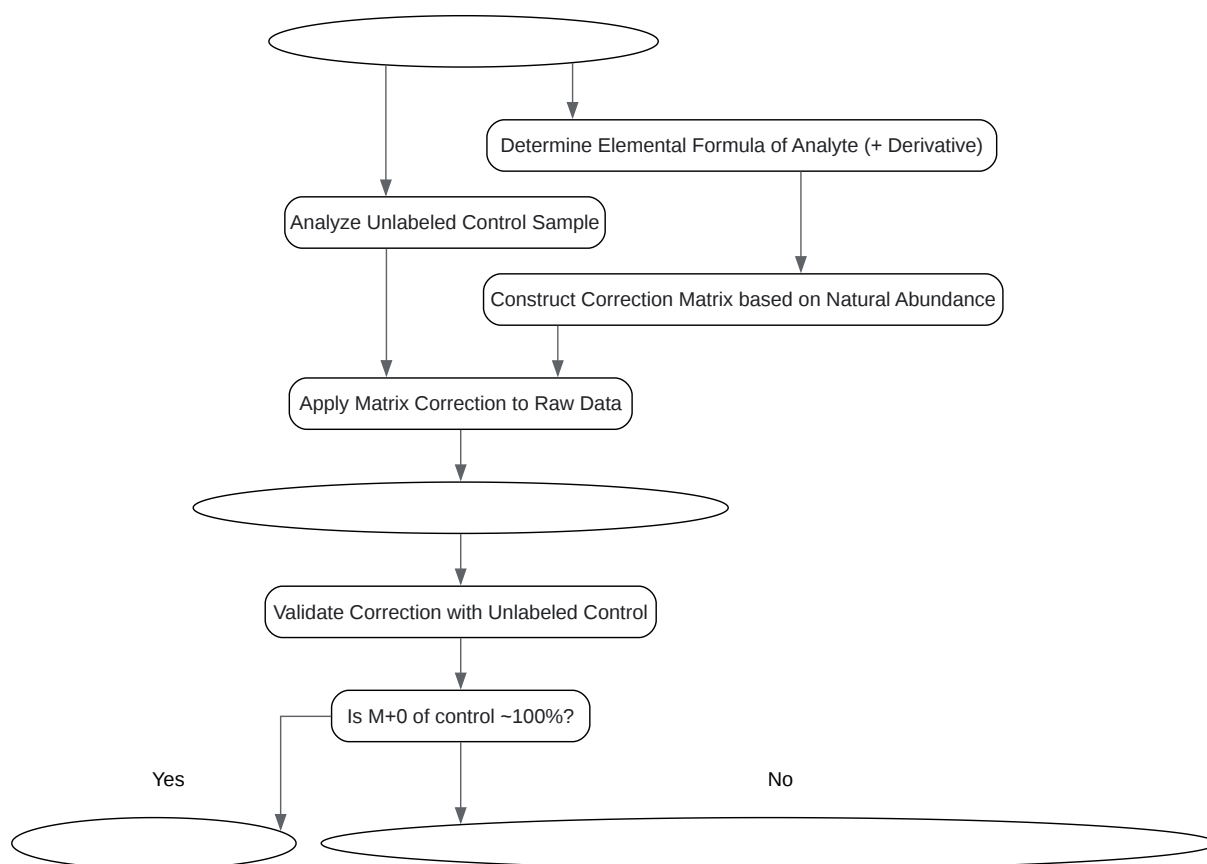 Determine Elemental Formula of Analyte (+ Derivative)
Analyze Unlabeled Control Sample
Construct Correction Matrix based on Natural Abundance
Apply Matrix Correction to Raw Data
Validate Correction with Unlabeled Control
Is M+0 of control ~100%?
Yes
No